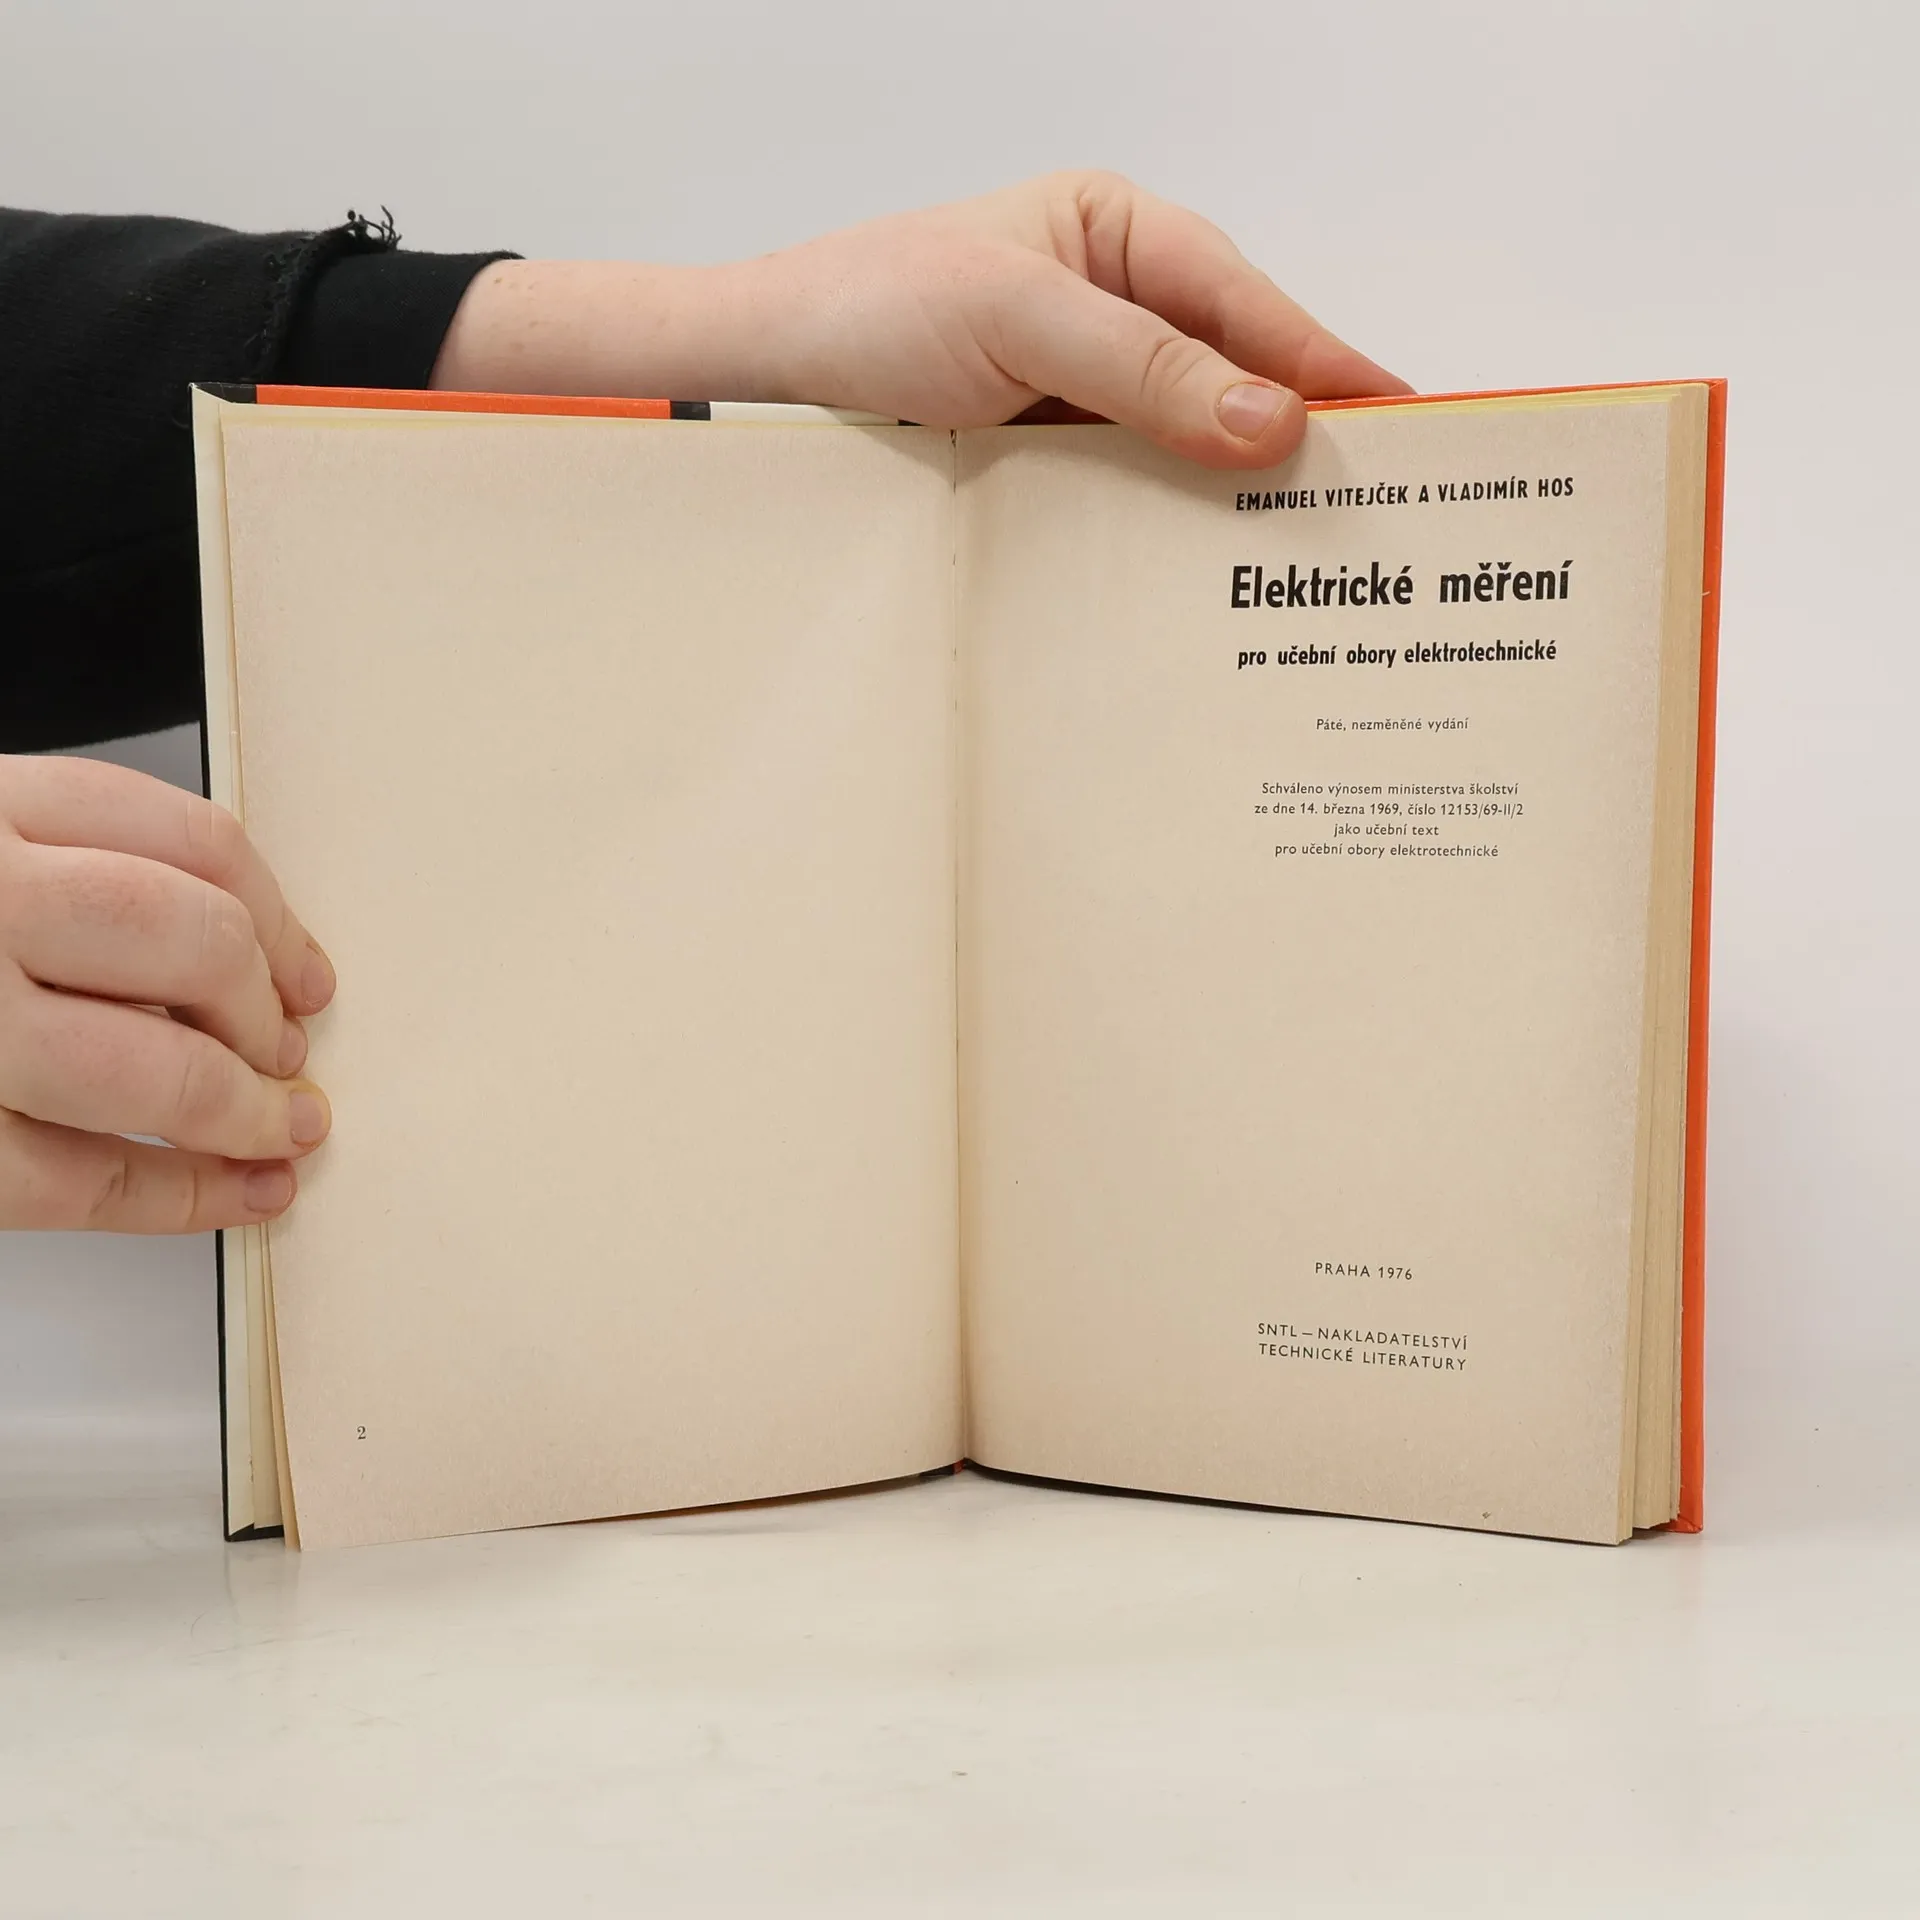 2
EMANUEL VITEJČEK A VLADIMÍR HOS
Elektrické měření
pro učební obory elektrotechnické
Páté, nezměněné vydání
Schváleno výnosem ministerstva školství
ze dne 14. března 1969, číslo 12153/69-II/2
jako učební text
pro učební obory elektrotechnické
PRAHA 1976
SNTL — NAKLADATELSTVÍ
TECHNICKÉ LITERATURY